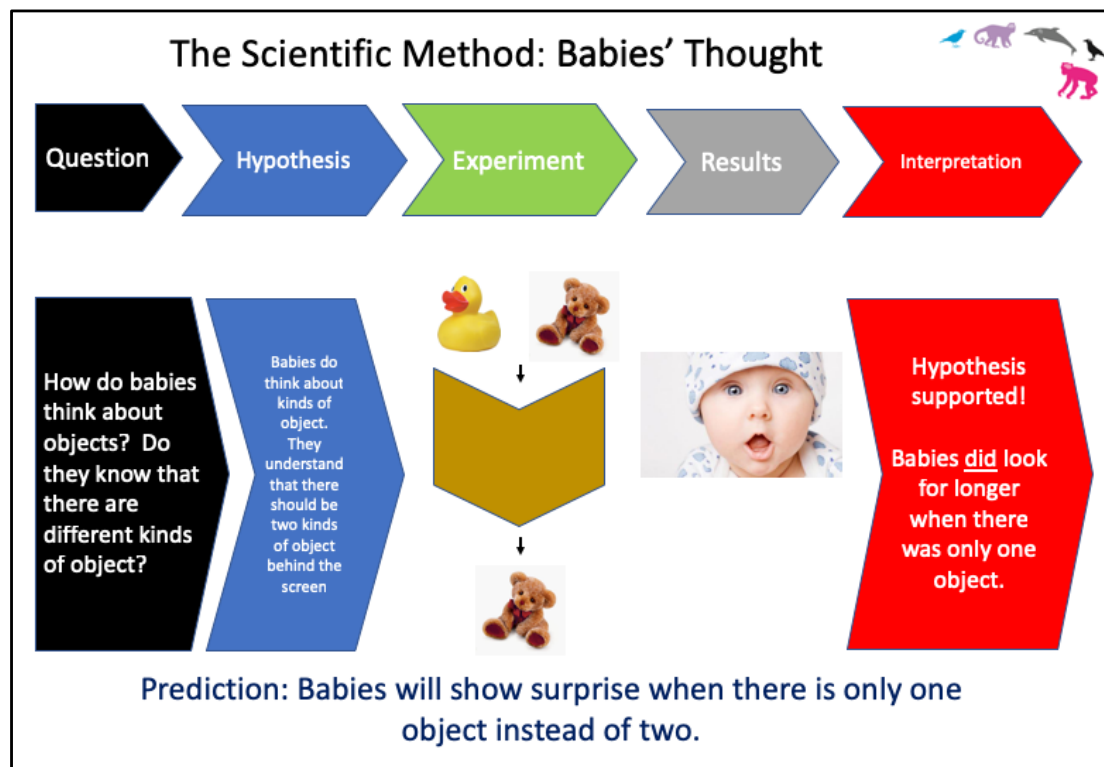 The Scientific Method: Babies' Thought
Question
Hypothesis
Experiment
Results
Interpretation
How do babies
think about
objects?  Do
they know that
there are
different kinds
of object?
Babies do
think about
kinds of
object.
They
understand
that there
should be
two kinds
of object
behind the
screen
Hypothesis
supported!
Babies did look
for longer
when there
was only one
object.
Prediction: Babies will show surprise when there is only one
object instead of two.